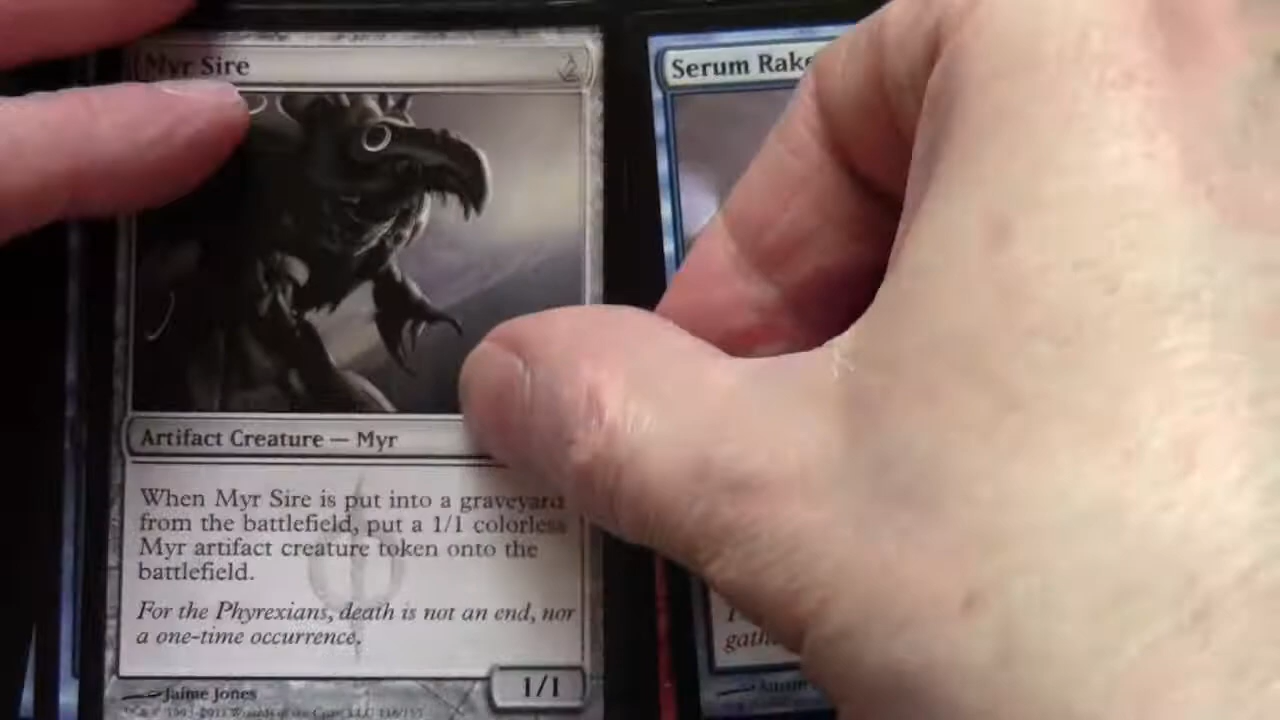 Myr Sire
2
Artifact Creature — Myr
When Myr Sire is put into a graveyard
from the battlefield, put a 1/1 colorless
Myr artifact creature token onto the
battlefield.
For the Phyrexians, death is not an end, nor
a one-time occurrence.
1/1
Jaime Jones
Serum Rake
gath